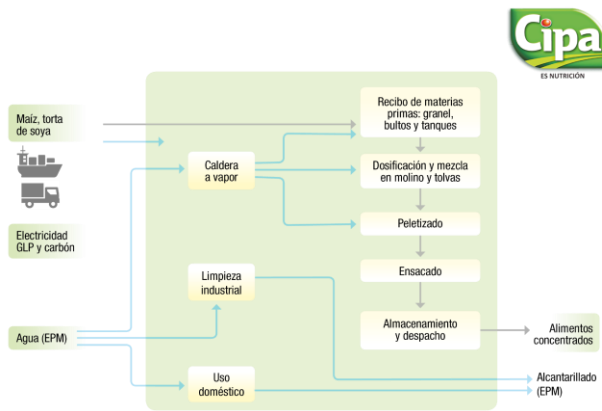 Cipa
ES NUTRICIÓN
Maíz, torta
de soya
Recibo de materias
primas: granel,
bultos y tanques
Caldera
a vapor
Dosificación y mezcla
en molino y tolvas
Peletizado
Electricidad
GLP y carbón
Limpieza
industrial
Ensacado
Agua (EPM)
Almacenamiento
y despacho
Alimentos
concentrados
Uso
doméstico
Alcantarillado
(EPM)